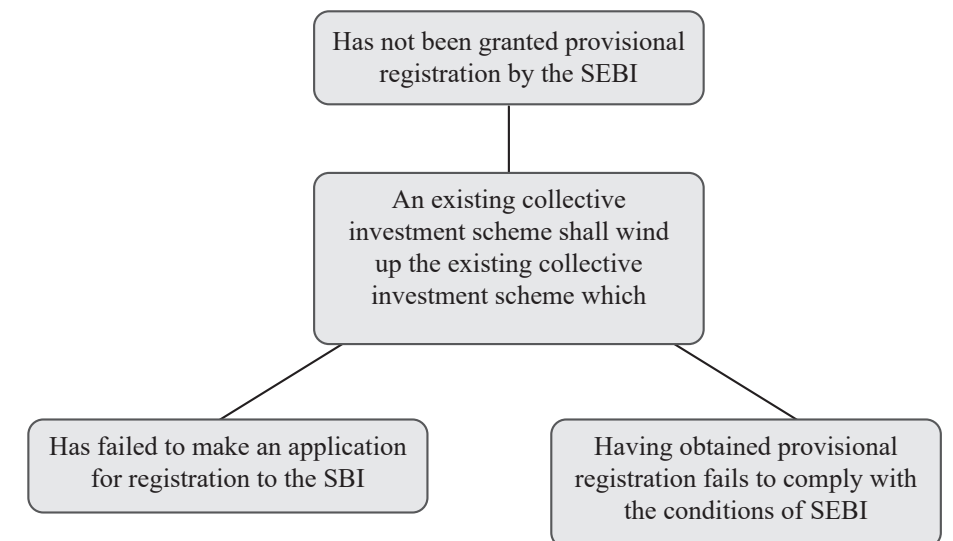 Has not been granted provisional
registration by the SEBI
An existing collective
investment scheme shall wind
up the existing collective
investment scheme which
Has failed to make an application
for registration to the SBI
Having obtained provisional
registration fails to comply with
the conditions of SEBI